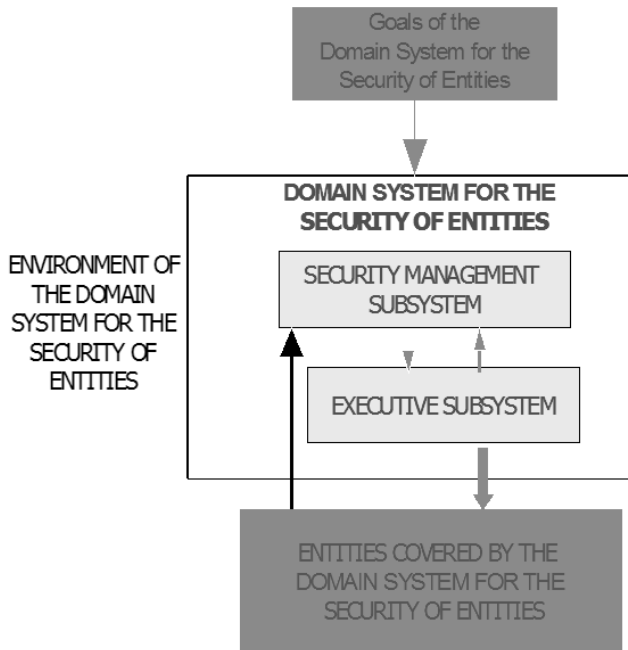 Goals of the
Domain System for the
Security of Entities
DOMAIN SYSTEM FOR THE
SECURITY OF ENTITIES
ENVIRONMENT OF
THE DOMAIN
SYSTEM FOR THE
SECURITY OF
ENTITIES
SECURITY MANAGEMENT
SUBSYSTEM
EXECUTIVE SUBSYSTEM
ENTITIES COVERED BY THE
DOMAIN SYSTEM FOR THE
SECURITY OF ENTITIES